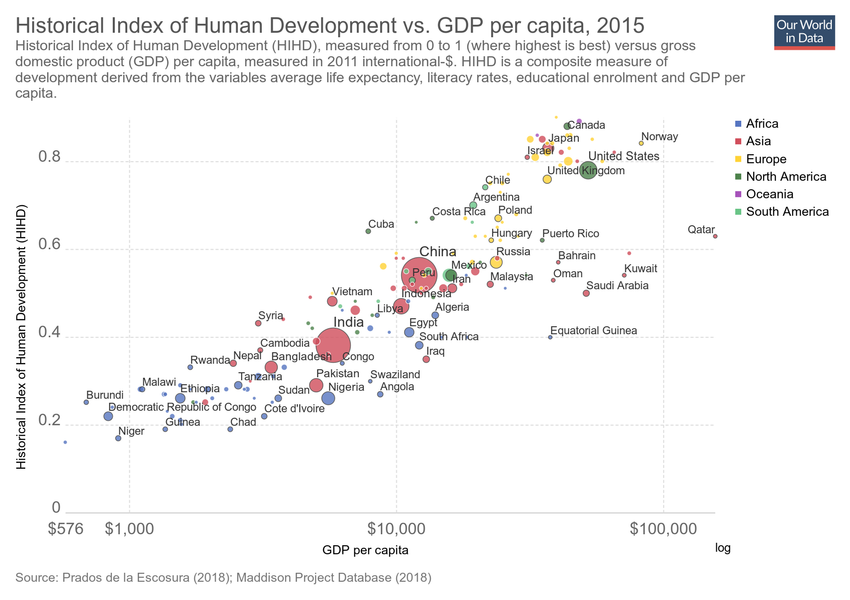 Historical Index of Human Development vs. GDP per capita, 2015
Our World
in Data
Historical Index of Human Development (HIHD), measured from 0 to 1 (where highest is best) versus gross
domestic product (GDP) per capita, measured in 2011 international-$. HIHD is a composite measure of
development derived from the variables average life expectancy, literacy rates, educational enrolment and GDP per
capita.
Africa
Asia
Europe
North America
Oceania
South America
Canada
Japan
Norway
Israel
United States
United Kingdom
0.8
Chile
Argentina
Costa Rica
Poland
Cuba
Hungary
Puerto Rico
Qatar
0.6
China
Russia
Bahrain
Mexico
Peru
Iran
Malaysia
Oman
Kuwait
Saudi Arabia
Vietnam
Indonesia
Libya
Algeria
Syria
India
Egypt
0.4
South Africa
Equatorial Guinea
Cambodia
Nepal
Bangladesh
Congo
Iraq
Rwanda
Pakistan
Swaziland
Malawi
Tanzania
Ethiopia
Sudan
Nigeria
Angola
Burundi
Democratic Republic of Congo
Cote d'Ivoire
0.2
Guinea
Chad
Niger
0
$576
$1,000
$10,000
$100,000
Historical Index of Human Development (HIHD)
GDP per capita
log
Source: Prados de la Escosura (2018); Maddison Project Database (2018)